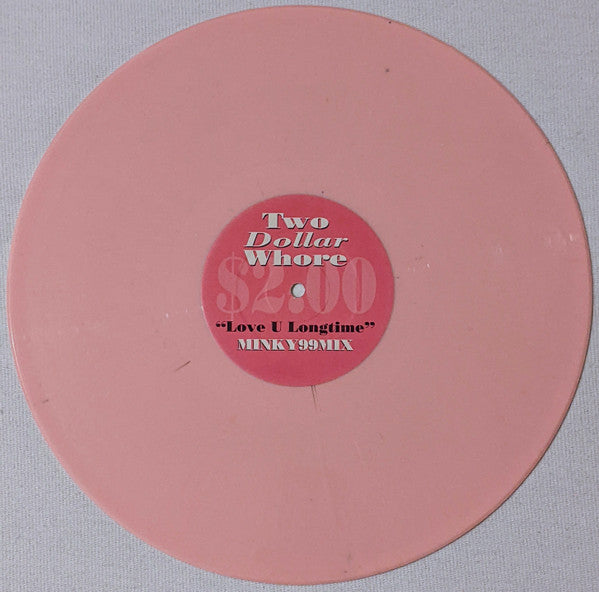 Two
Dollar
Whore
$2.00
“Love U Longtime”
MINKY99MIX